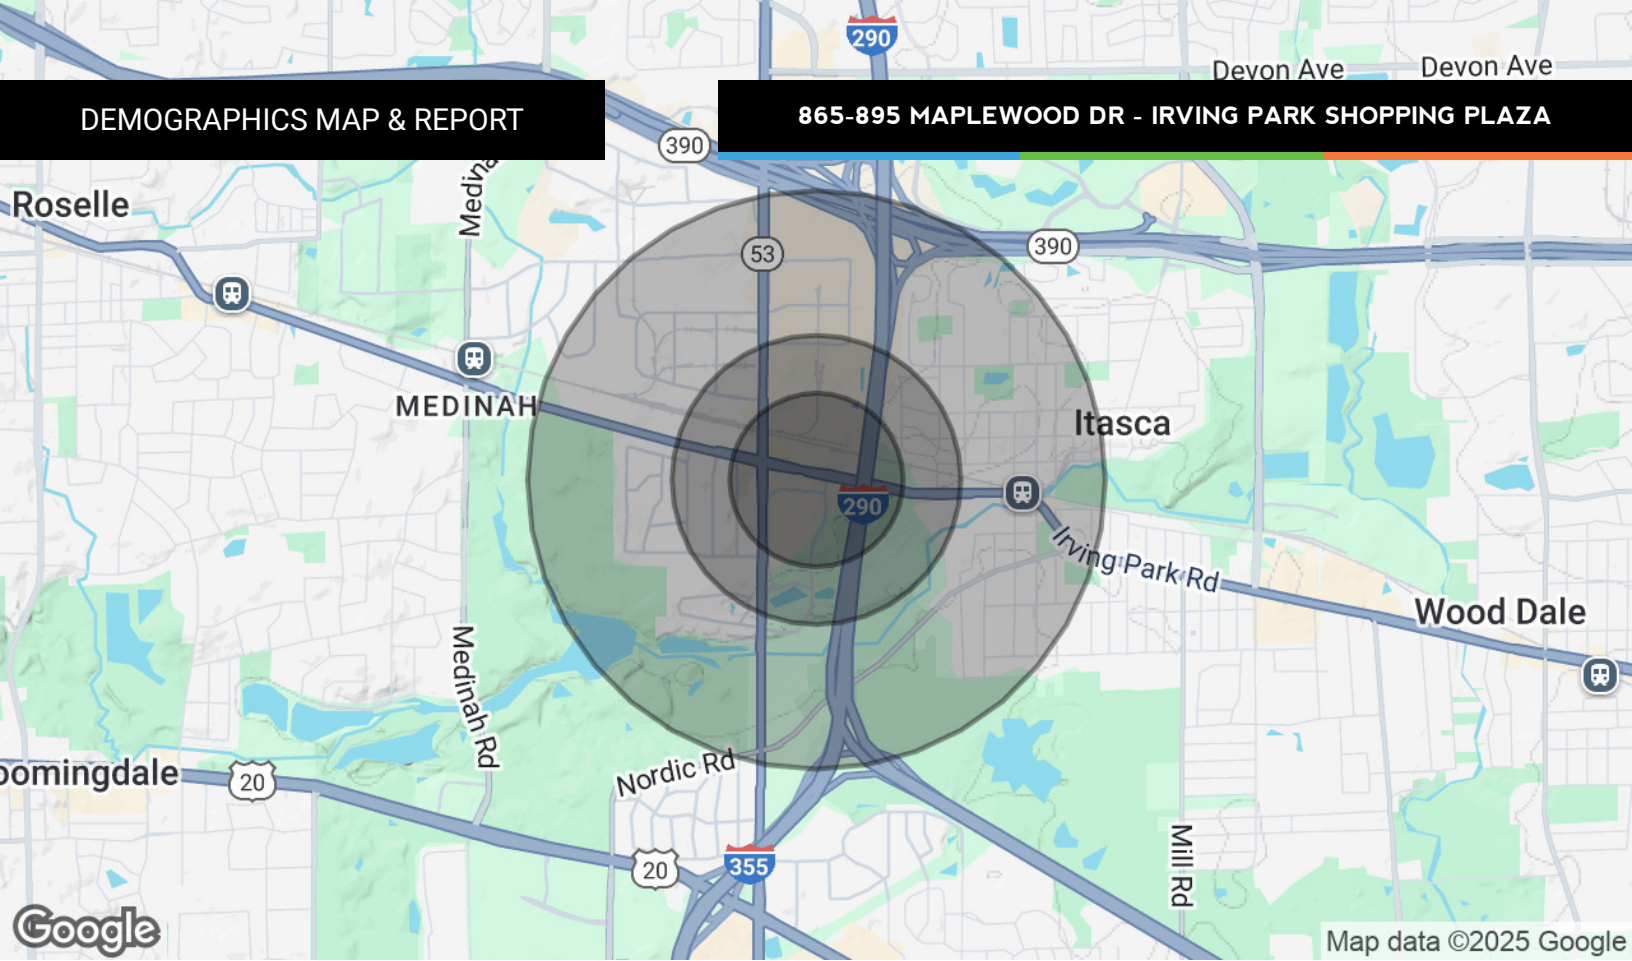 290
Devon Ave
Devon Ave
DEMOGRAPHICS MAP & REPORT
865-895 MAPLEWOOD DR - IRVING PARK SHOPPING PLAZA
390
Medina
Roselle
53
390
MEDINAH
Itasca
290
Irving Park Rd
Wood Dale
Medinah Rd
Nordic Rd
oomingdale
20
20
355
Mill Rd
Google
Map data ©2025 Google